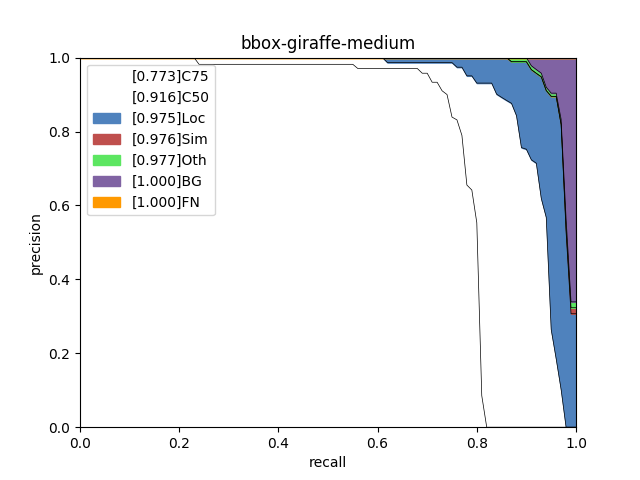 bbox-giraffe-medium
1.0
0.8
0.6
0.4
0.2
0.0
precision
[0.773]C75
[0.916]C50
[0.975]Loc
[0.976]Sim
[0.977]Oth
[1.000]BG
[1.000]FN
0.0 0.2 0.4 0.6 0.8 1.0
recall